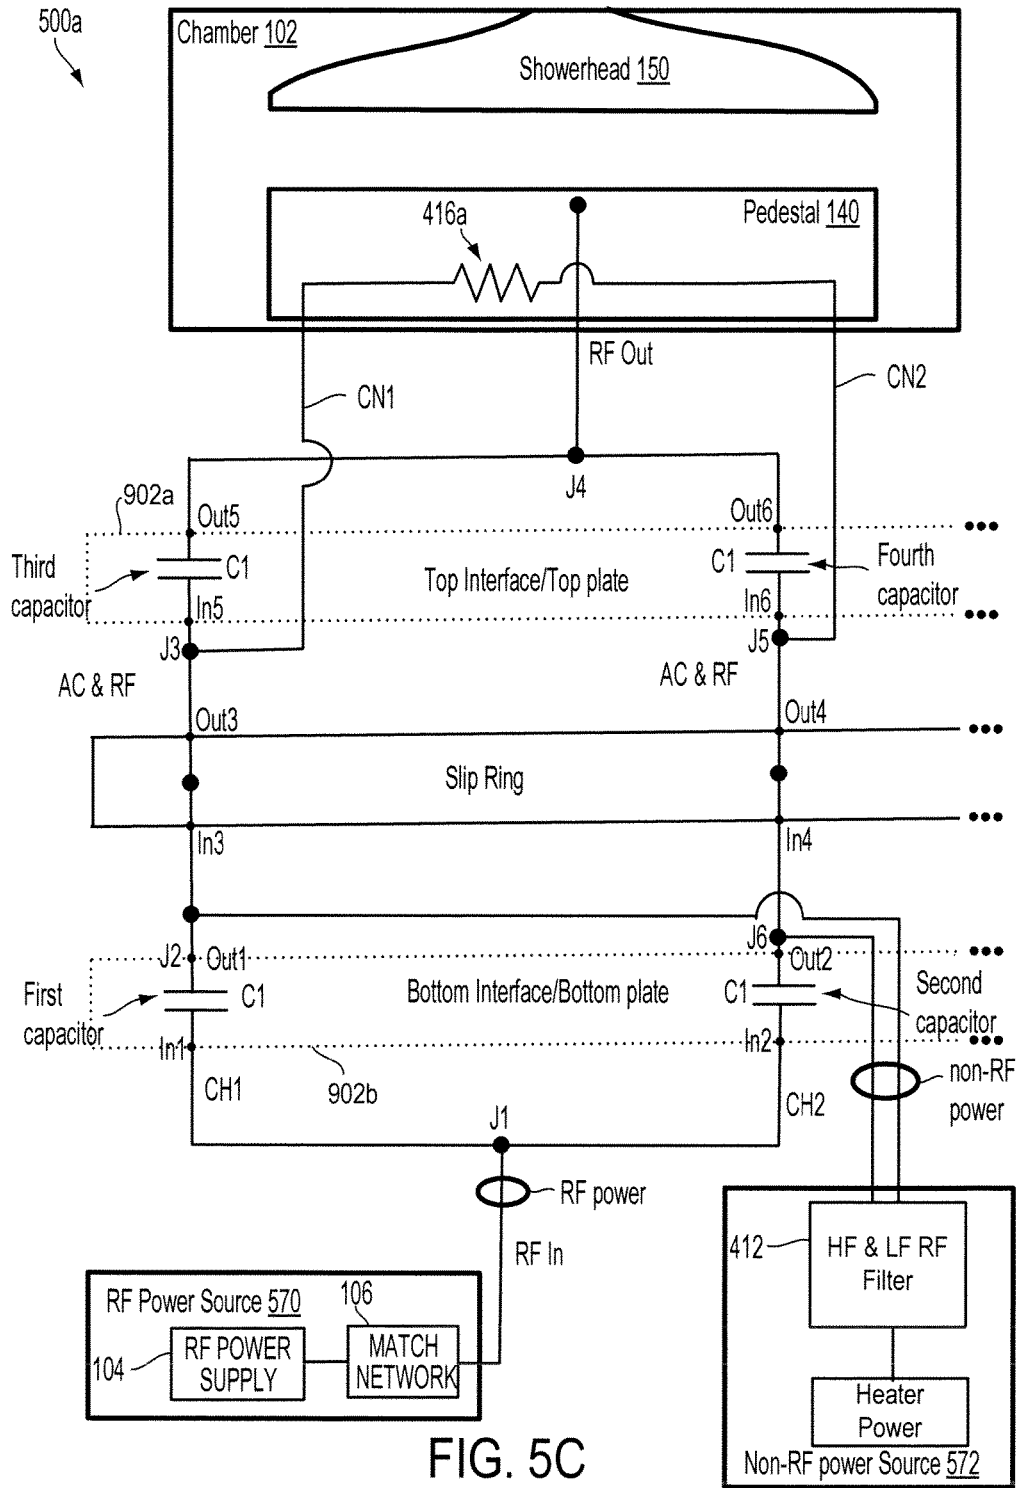 500a
Chamber 102
Showerhead 150
416a
Pedestal 140
RF Out
CN1
CN2
J4
902a
Out5
Out6
Third
capacitor
C1
Top Interface/Top plate
C1
Fourth
capacitor
In5
In6
J3
J5
AC & RF
AC & RF
Out3
Out4
Slip Ring
In3
In4
J6
J2
Out1
Out2
First
capacitor
C1
Bottom Interface/Bottom plate
C1
Second
capacitor
In1
In2
902b
CH1
CH2
non-RF
power
J1
RF power
RF In
412
HF & LF RF
Filter
RF Power Source 570
106
104
RF POWER
SUPPLY
MATCH
NETWORK
Heater
Power
Non-RF power Source 572
FIG. 5C